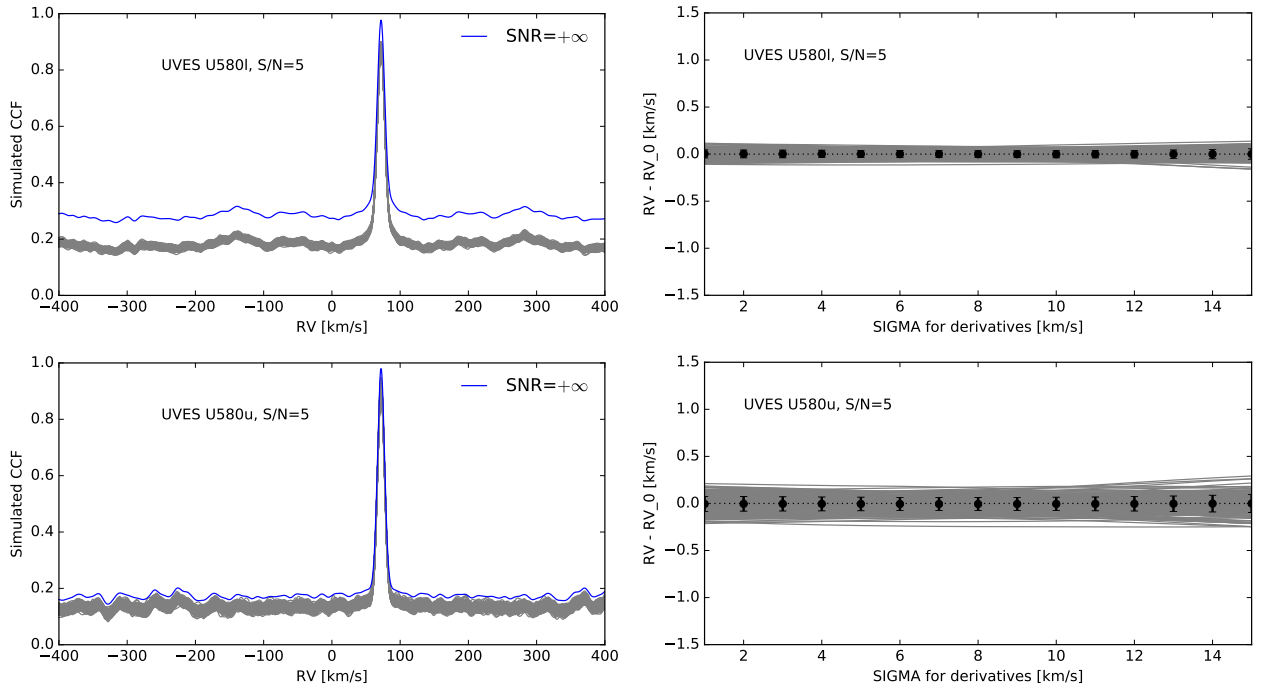 1.0
0.8
0.6
0.4
0.2
0.0
Simulated CCF
UVES U580l, S/N=5
SNR=+∞
−400 −300 −200 −100 0 100 200 300 400
RV [km/s]
1.5
1.0
0.5
0.0
−0.5
−1.0
−1.5
RV - RV_0 [km/s]
UVES U580l, S/N=5
2 4 6 8 10 12 14
SIGMA for derivatives [km/s]
1.0
0.8
0.6
0.4
0.2
0.0
Simulated CCF
UVES U580u, S/N=5
SNR=+∞
−400 −300 −200 −100 0 100 200 300 400
RV [km/s]
1.5
1.0
0.5
0.0
−0.5
−1.0
−1.5
RV - RV_0 [km/s]
UVES U580u, S/N=5
2 4 6 8 10 12 14
SIGMA for derivatives [km/s]